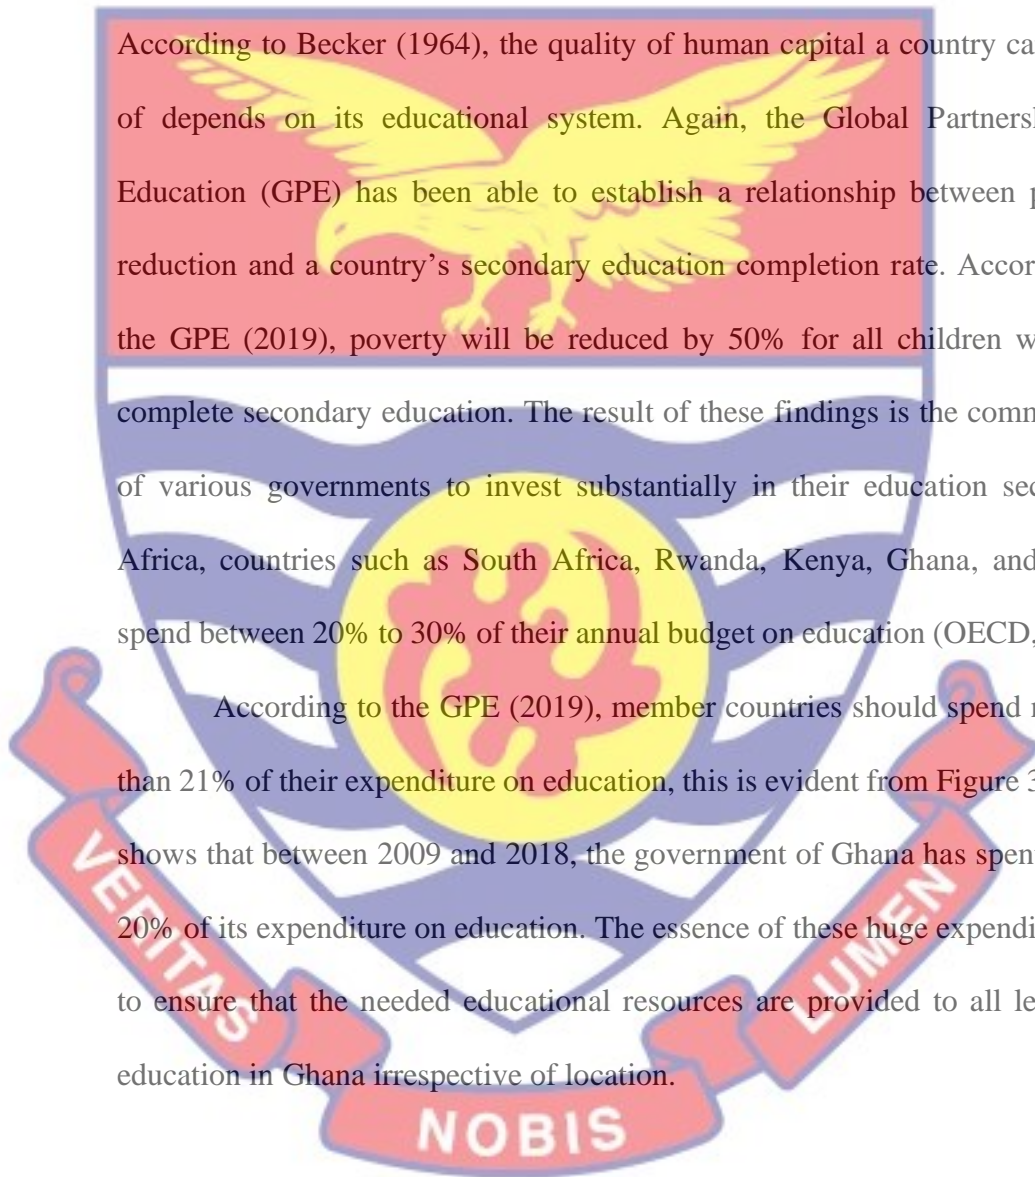 According to Becker (1964), the quality of human capital a country ca
of depends on its educational system. Again, the Global Partners
Education (GPE) has been able to establish a relationship between p
reduction and a country's secondary education completion rate. Accor
the GPE (2019), poverty will be reduced by 50% for all children w
complete secondary education. The result of these findings is the comm
of various governments to invest substantially in their education sec
Africa, countries such as South Africa, Rwanda, Kenya, Ghana, and
spend between 20% to 30% of their annual budget on education (OECD,
According to the GPE (2019), member countries should spend
than 21% of their expenditure on education, this is evident from Figure 3
shows that between 2009 and 2018, the government of Ghana has spen
20% of its expenditure on education. The essence of these huge expendi
to ensure that the needed educational resources are provided to all le
education in Ghana irrespective of location.
VERITAS
NOBIS
LUMEN